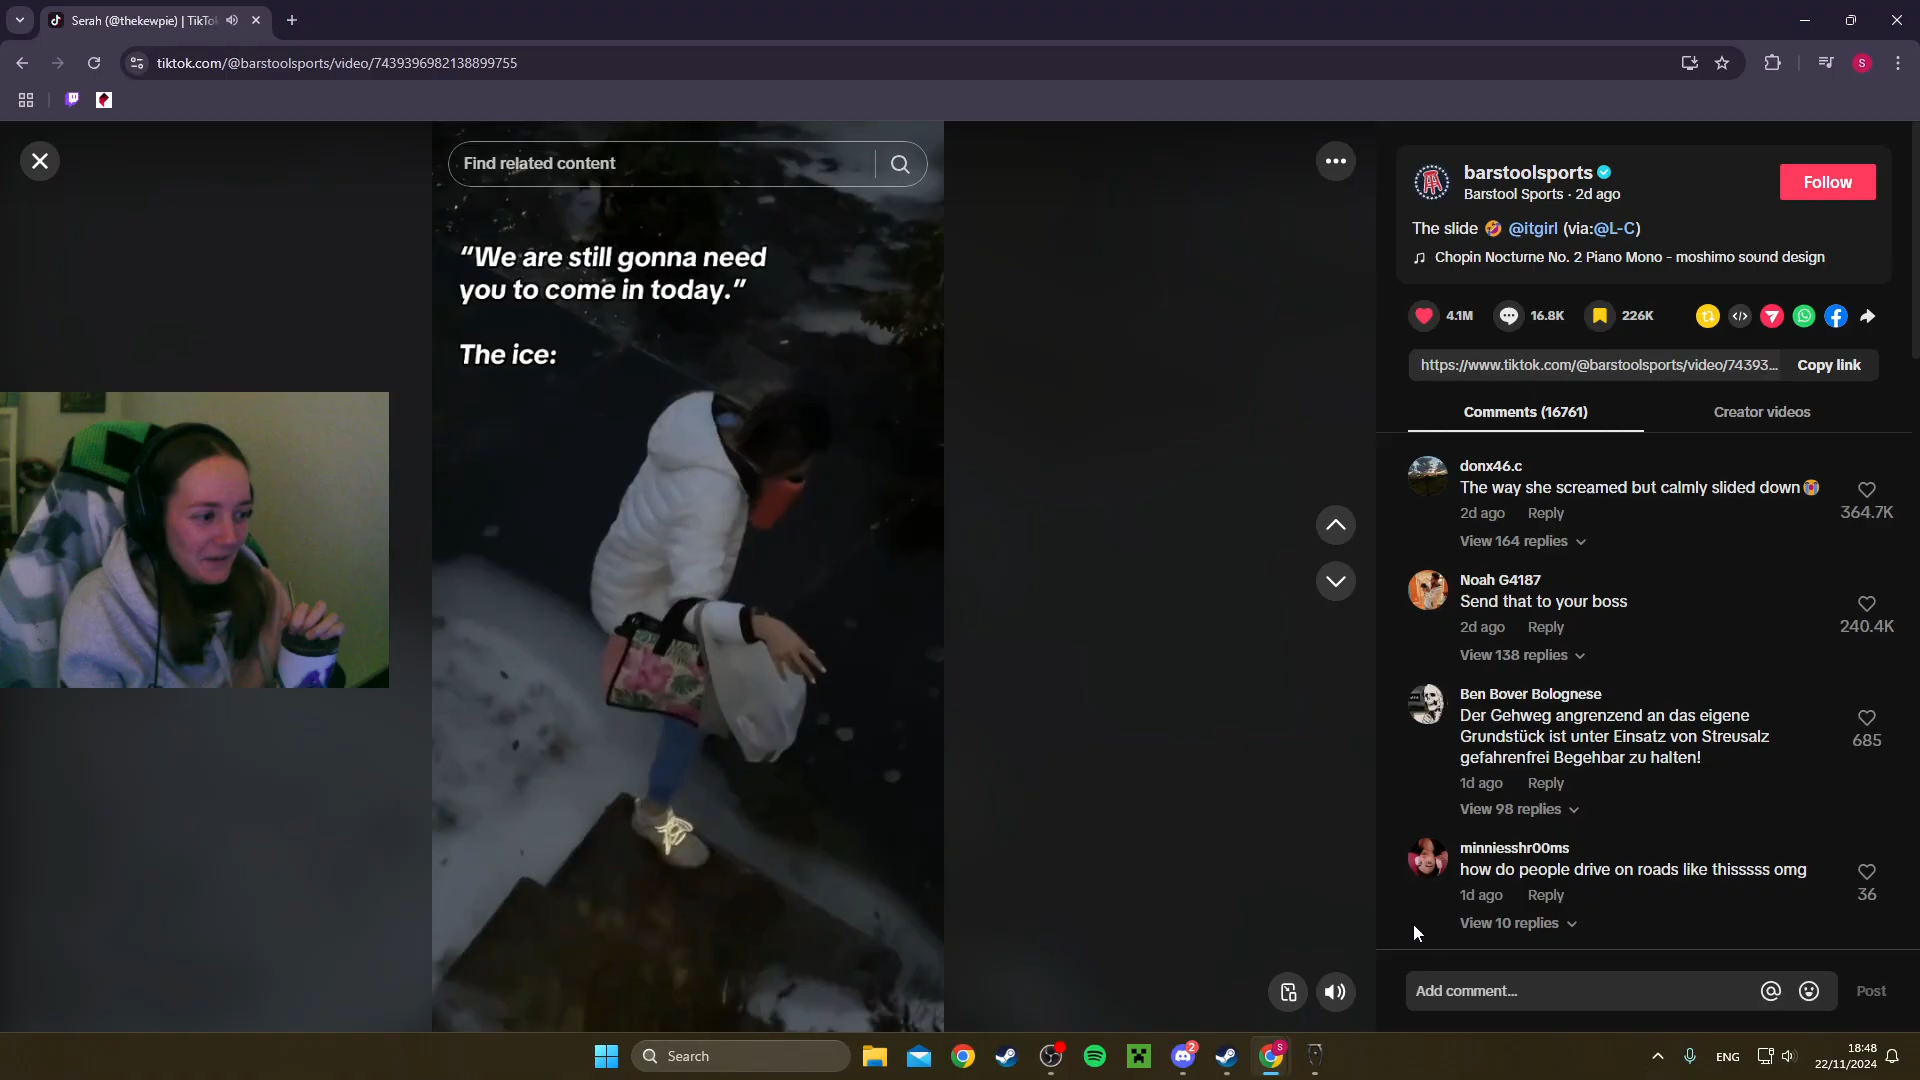 Serah (@thekewpie) | TikTo
tiktok.com/@barstoolsports/video/7439396982138899755
S
Find related content
“We are still gonna need
you to come in today.”
The ice:
barstoolsports
Barstool Sports · 2d ago
Follow
The slide 🤣 @itgirl (via:@L-C)
♫ Chopin Nocturne No. 2 Piano Mono - moshimo sound design
4.1M
16.8K
226K
https://www.tiktok.com/@barstoolsports/video/74393...
Copy link
Comments (16761)
Creator videos
donx46.c
The way she screamed but calmly slided down😭
364.7K
2d ago Reply
View 164 replies
Noah G4187
Send that to your boss
240.4K
2d ago Reply
View 138 replies
Ben Bover Bolognese
Der Gehweg angrenzend an das eigene
Grundstück ist unter Einsatz von Streusalz
gefahrenfrei Begehbar zu halten!
685
1d ago Reply
View 98 replies
minniesshr00ms
how do people drive on roads like thisssss omg
36
1d ago Reply
View 10 replies
Add comment...
Post
Search
2
S
ENG
18:48
22/11/2024